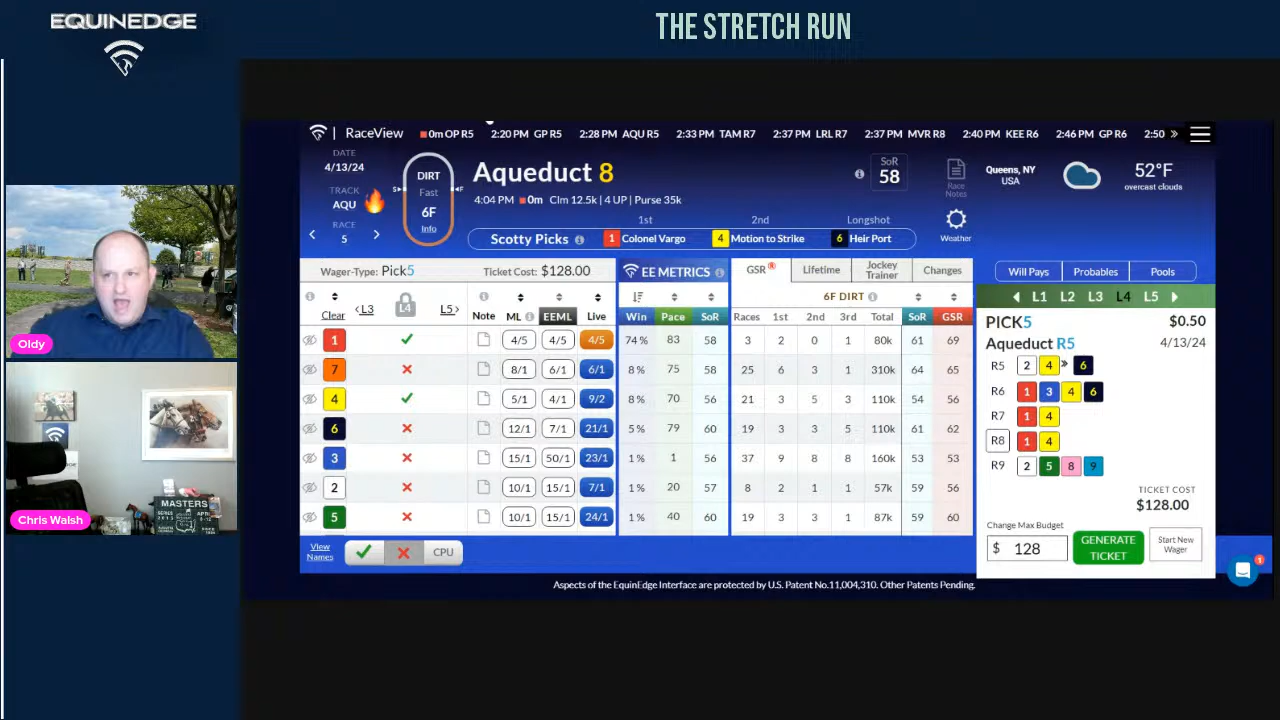 EQUINEDGE
THE STRETCH RUN
RaceView 0m OP R5 2:20 PM GP R5 2:28 PM AQU R5 2:33 PM TAM R7 2:37 PM LRL R7 2:37 PM MVR R8 2:40 PM KEE R6 2:46 PM GP R6 2:50 »
DATE
4/13/24
TRACK
AQU
RACE
5
DIRT
Fast
6F
Info
S
F
Aqueduct 8
4:04 PM 0m | Clm 12.5k | 4 UP | Purse 35k
SoR
58
Race
Notes
Weather
Queens, NY
USA
52°F
overcast clouds
1st 2nd Longshot
Scotty Picks 1 Colonel Vargo 4 Motion to Strike 6 Heir Port
Wager-Type: Pick5 Ticket Cost: $128.00
EE METRICS GSR Lifetime Jockey Trainer Changes
6F DIRT
Clear <L3 L4 L5> Note ML EEML Live Win Pace SoR Races 1st 2nd 3rd Total SoR GSR
1 4/5 4/5 4/5 74% 83 58 3 2 0 1 80k 61 69
7 8/1 6/1 6/1 8% 75 58 25 6 3 1 310k 64 65
4 5/1 4/1 9/2 8% 70 56 21 3 5 3 110k 54 56
6 12/1 7/1 21/1 8% 79 60 19 3 3 5 110k 61 62
3 15/1 50/1 23/1 1% 1 56 37 9 8 8 160k 53 53
2 10/1 15/1 7/1 1% 20 57 8 2 1 1 57k 59 56
5 10/1 15/1 24/1 1% 40 60 19 3 3 1 87k 59 60
View
Names
CPU
Will Pays Probables Pools
L1 L2 L3 L4 L5
PICK5 $0.50
Aqueduct R5 4/13/24
R5 2 4 » 6
R6 1 3 4 6
R7 1 4
R8 1 4
R9 2 5 8 9
TICKET COST
$128.00
Change Max Budget
$ 128
GENERATE
TICKET
Start New
Wager
1
Aspects of the EquinEdge Interface are protected by U.S. Patent No.11,004,310. Other Patents Pending.
Oldy
MASTERS
Chris Walsh